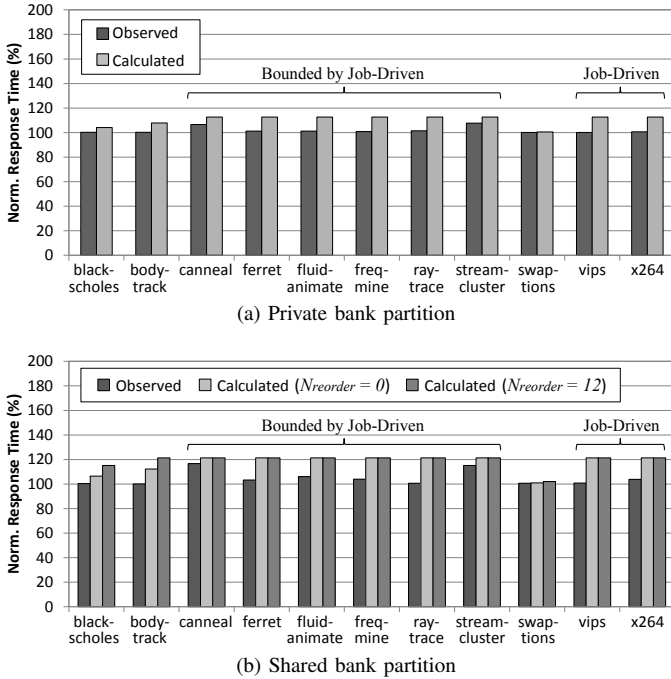 200
180
160
140
120
100
80
60
40
20
0
Norm. Response Time (%)
Observed
Calculated
Bounded by Job-Driven
Job-Driven
black-
scholes
body-
track
canneal
ferret
fluid-
animate
freq-
mine
ray-
trace
stream-
cluster
swap-
tions
vips
x264
(a) Private bank partition
200
180
160
140
120
100
80
60
40
20
0
Norm. Response Time (%)
Observed Calculated (Nreorder = 0) Calculated (Nreorder = 12)
Bounded by Job-Driven
Job-Driven
black-
scholes
body-
track
canneal
ferret
fluid-
animate
freq-
mine
ray-
trace
stream-
cluster
swap-
tions
vips
x264
(b) Shared bank partition